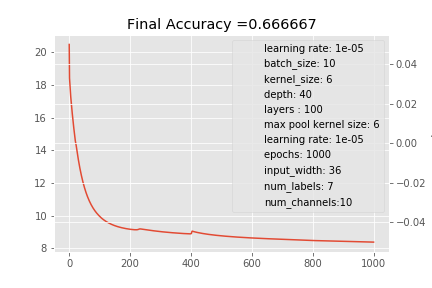 Final Accuracy =0.666667
20
18
16
14
12
10
8
0
200
400
600
800
1000
0.04
0.02
0.00
−0.02
−0.04
learning rate: 1e-05
batch_size: 10
kernel_size: 6
depth: 40
layers : 100
max pool kernel size: 6
learning rate: 1e-05
epochs: 1000
input_width: 36
num_labels: 7
num_channels:10